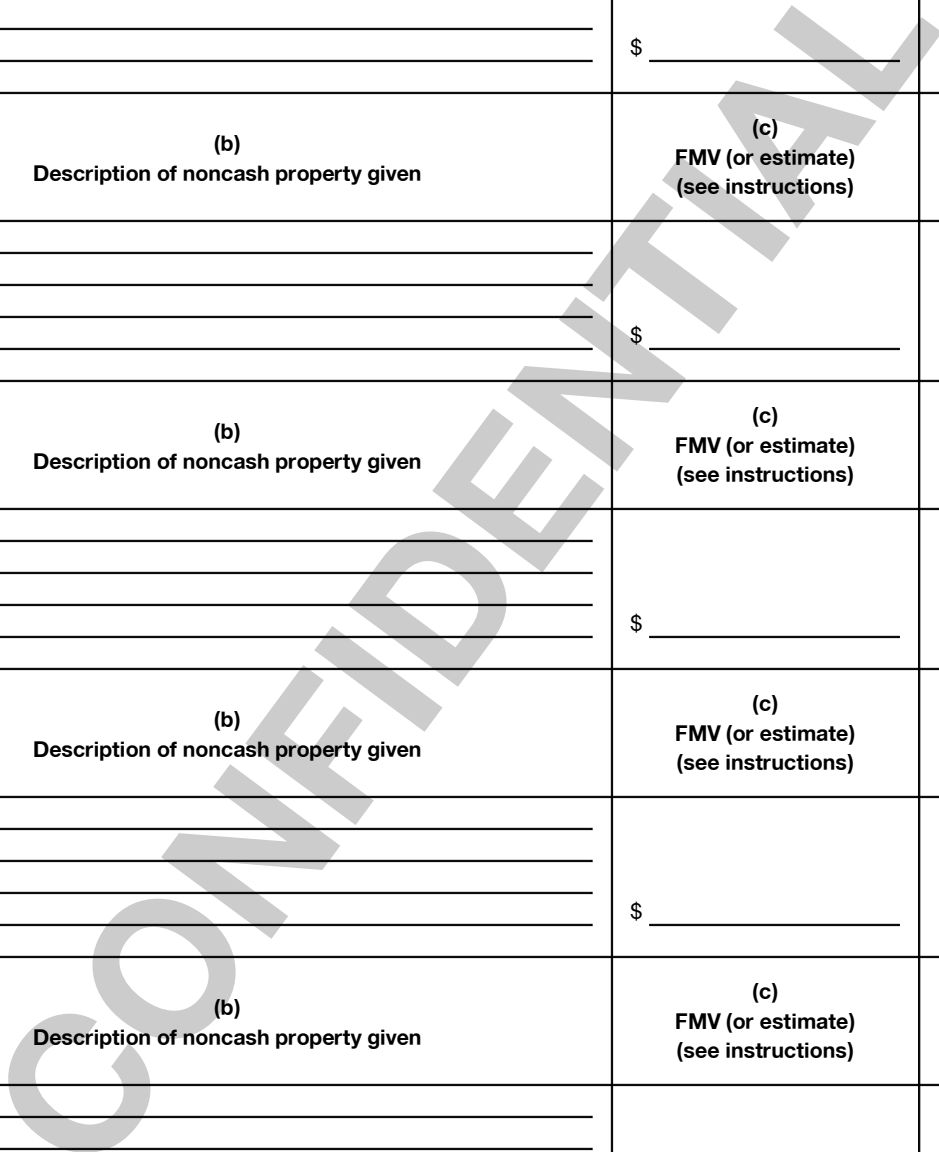 $
(b)
Description of noncash property given
(c)
FMV (or estimate)
(see instructions)
$
(b)
Description of noncash property given
(c)
FMV (or estimate)
(see instructions)
$
(b)
Description of noncash property given
(c)
FMV (or estimate)
(see instructions)
$
(b)
Description of noncash property given
(c)
FMV (or estimate)
(see instructions)
CONFIDENTIAL